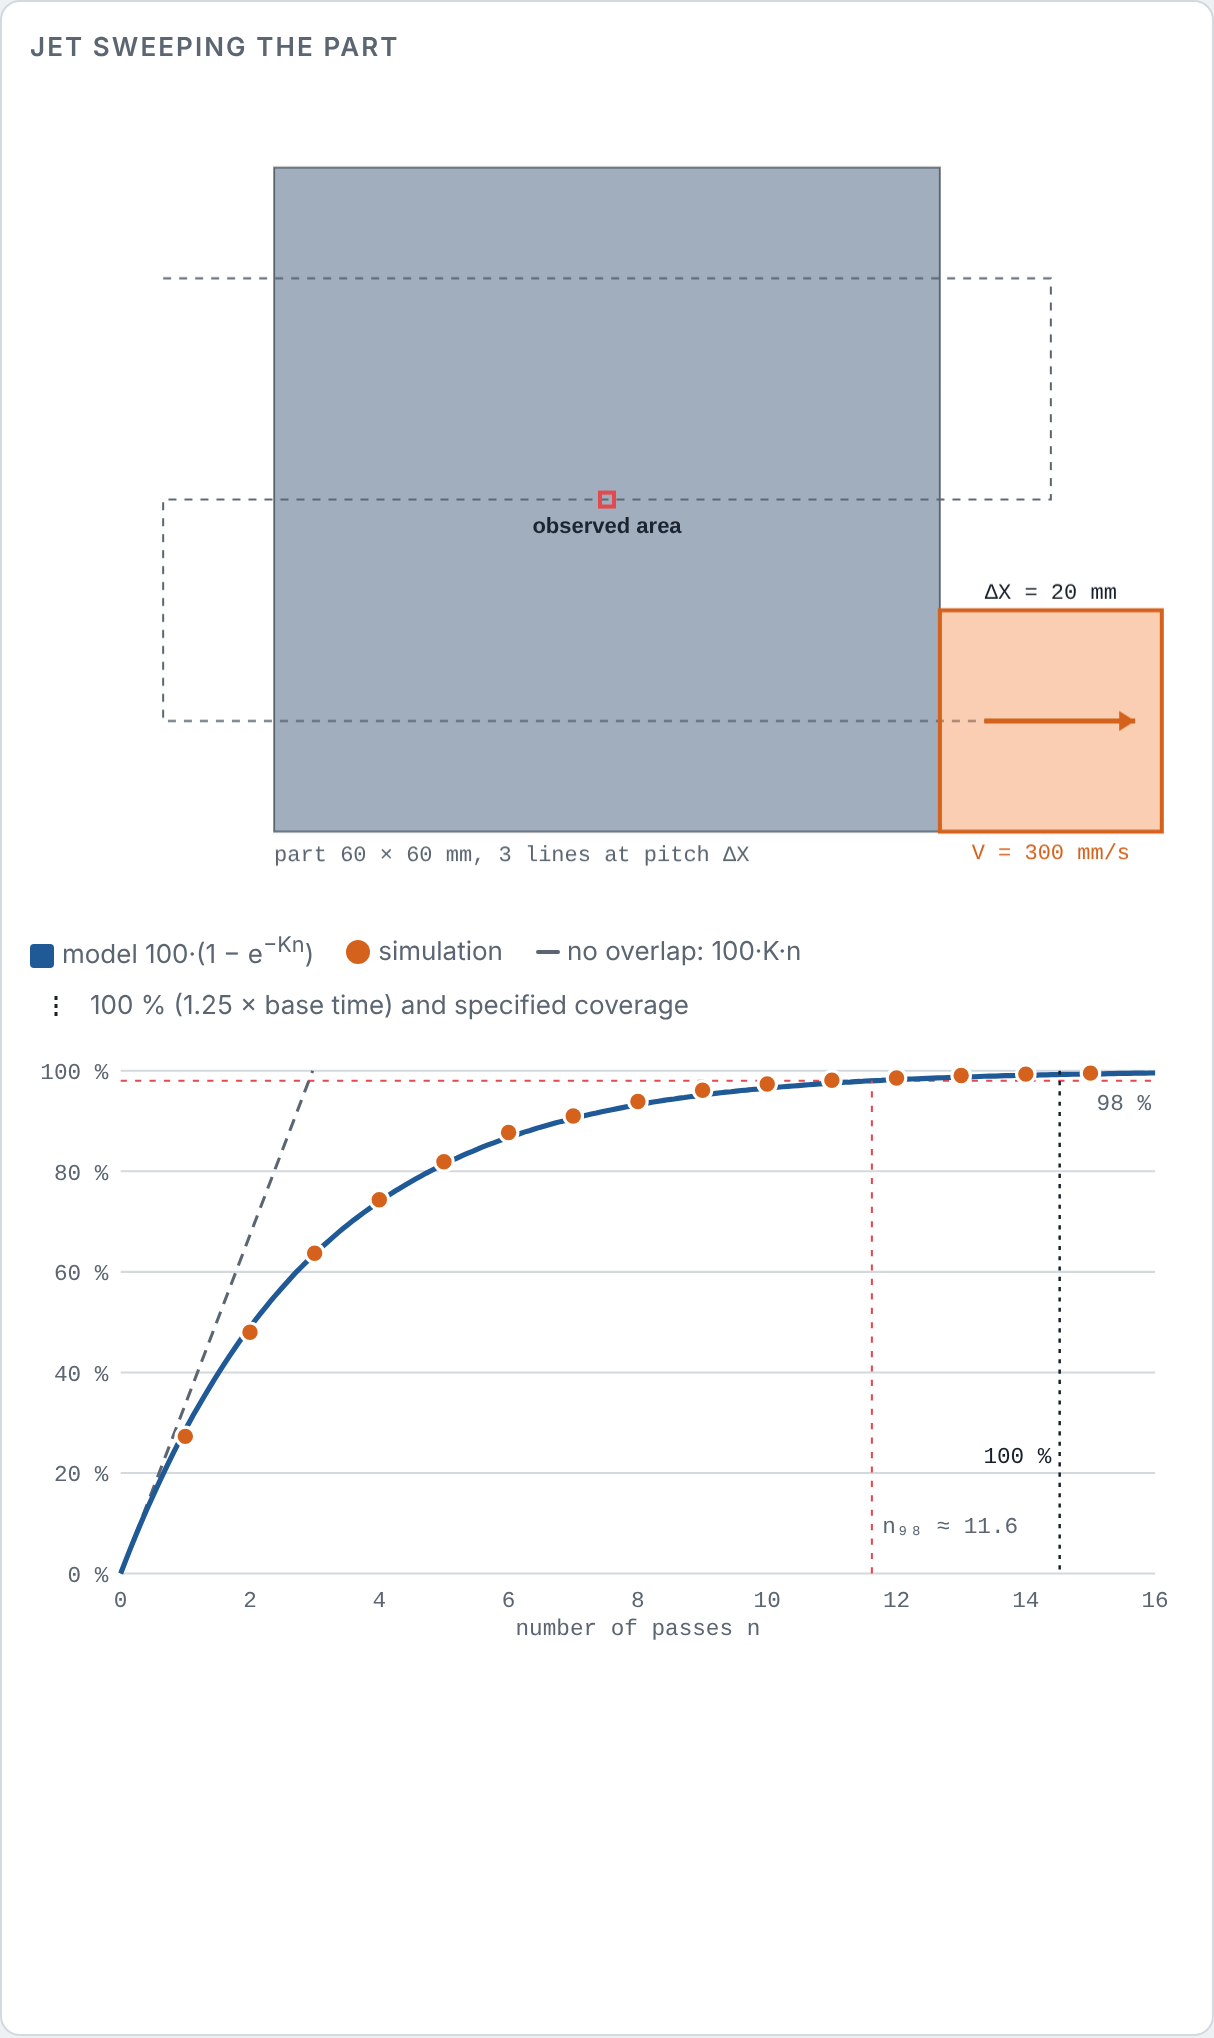 JET SWEEPING THE PART
observed area
ΔX = 20 mm
part 60 × 60 mm, 3 lines at pitch ΔX
V = 300 mm/s
model 100·(1 − e−Kn)
simulation
no overlap: 100·K·n
100 % (1.25 × base time) and specified coverage
100 %
98 %
80 %
60 %
40 %
100 %
20 %
n₉₈ ≈ 11.6
0 %
0 2 4 6 8 10 12 14 16
number of passes n